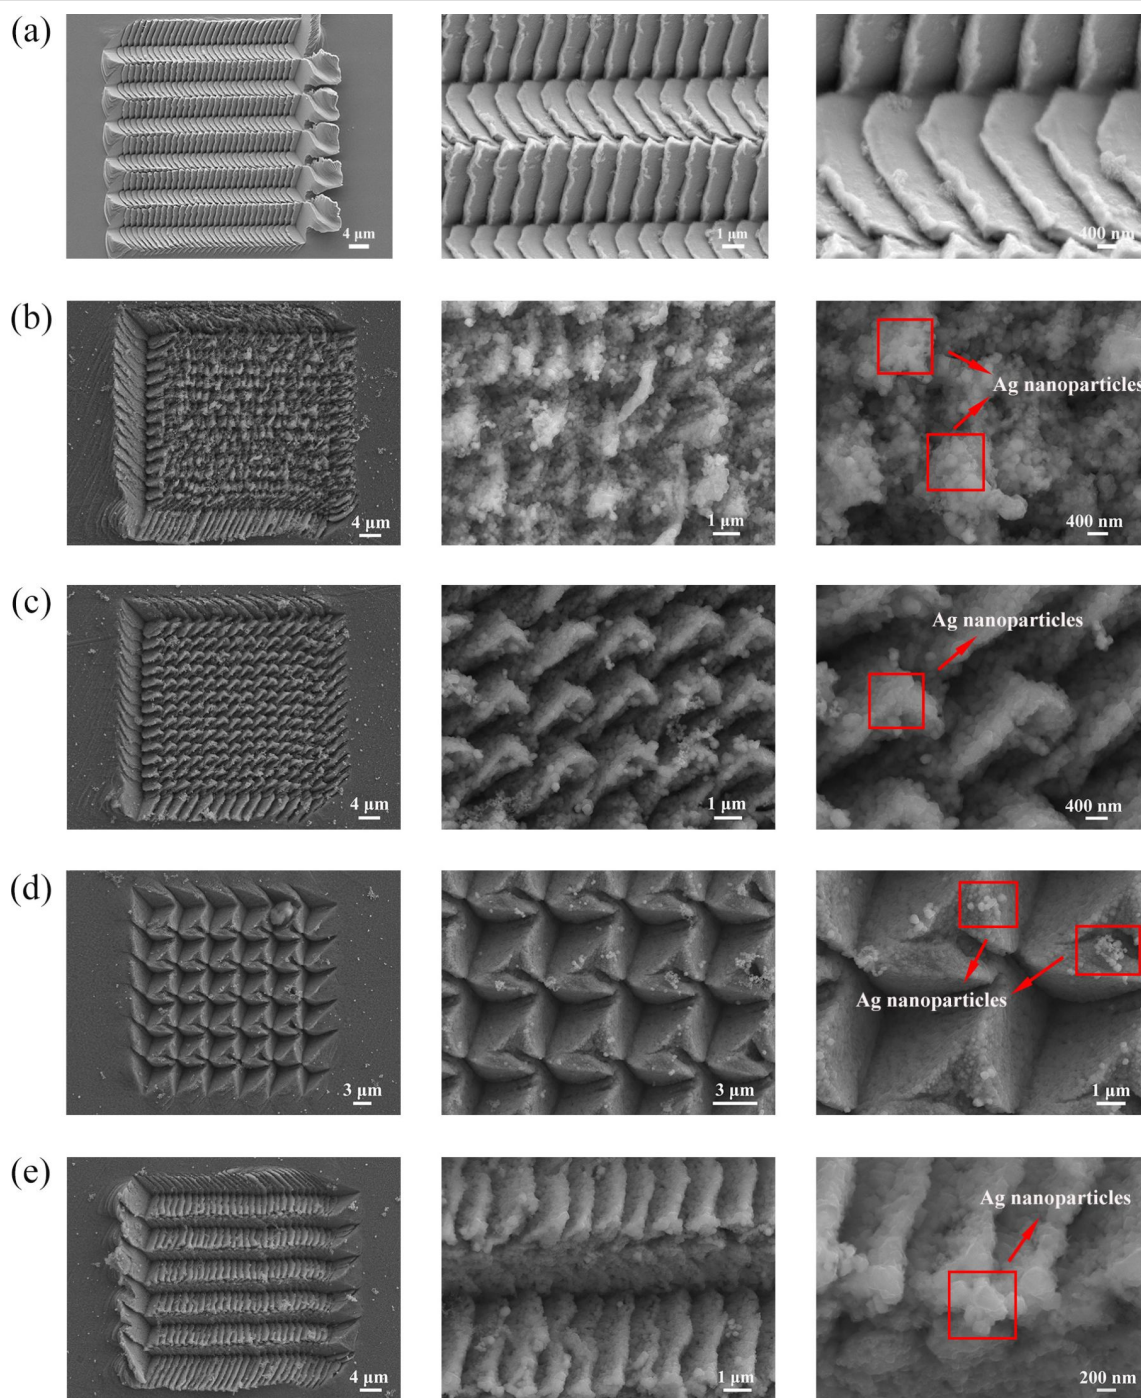 (a)
4 μm
1 μm
400 nm
(b)
4 μm
1 μm
Ag nanoparticles
400 nm
(c)
4 μm
1 μm
Ag nanoparticles
400 nm
(d)
3 μm
3 μm
Ag nanoparticles
1 μm
(e)
4 μm
1 μm
Ag nanoparticles
200 nm